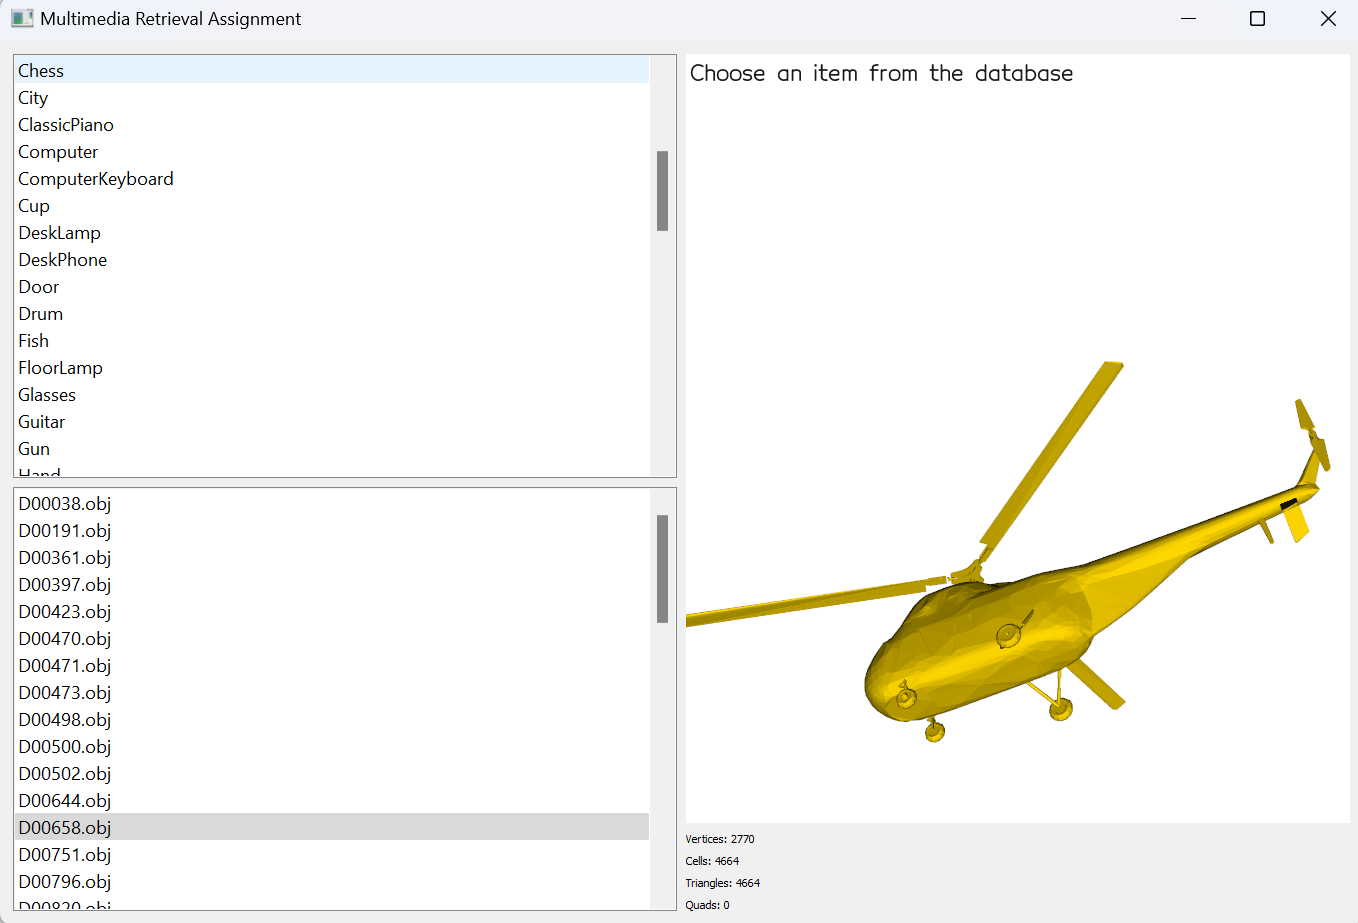 Multimedia Retrieval Assignment
Chess
City
ClassicPiano
Computer
ComputerKeyboard
Cup
DeskLamp
DeskPhone
Door
Drum
Fish
FloorLamp
Glasses
Guitar
Gun
Hand
D00038.obj
D00191.obj
D00361.obj
D00397.obj
D00423.obj
D00470.obj
D00471.obj
D00473.obj
D00498.obj
D00500.obj
D00502.obj
D00644.obj
D00658.obj
D00751.obj
D00796.obj
D00820.obj
Choose an item from the database
Vertices: 2770
Cells: 4664
Triangles: 4664
Quads: 0